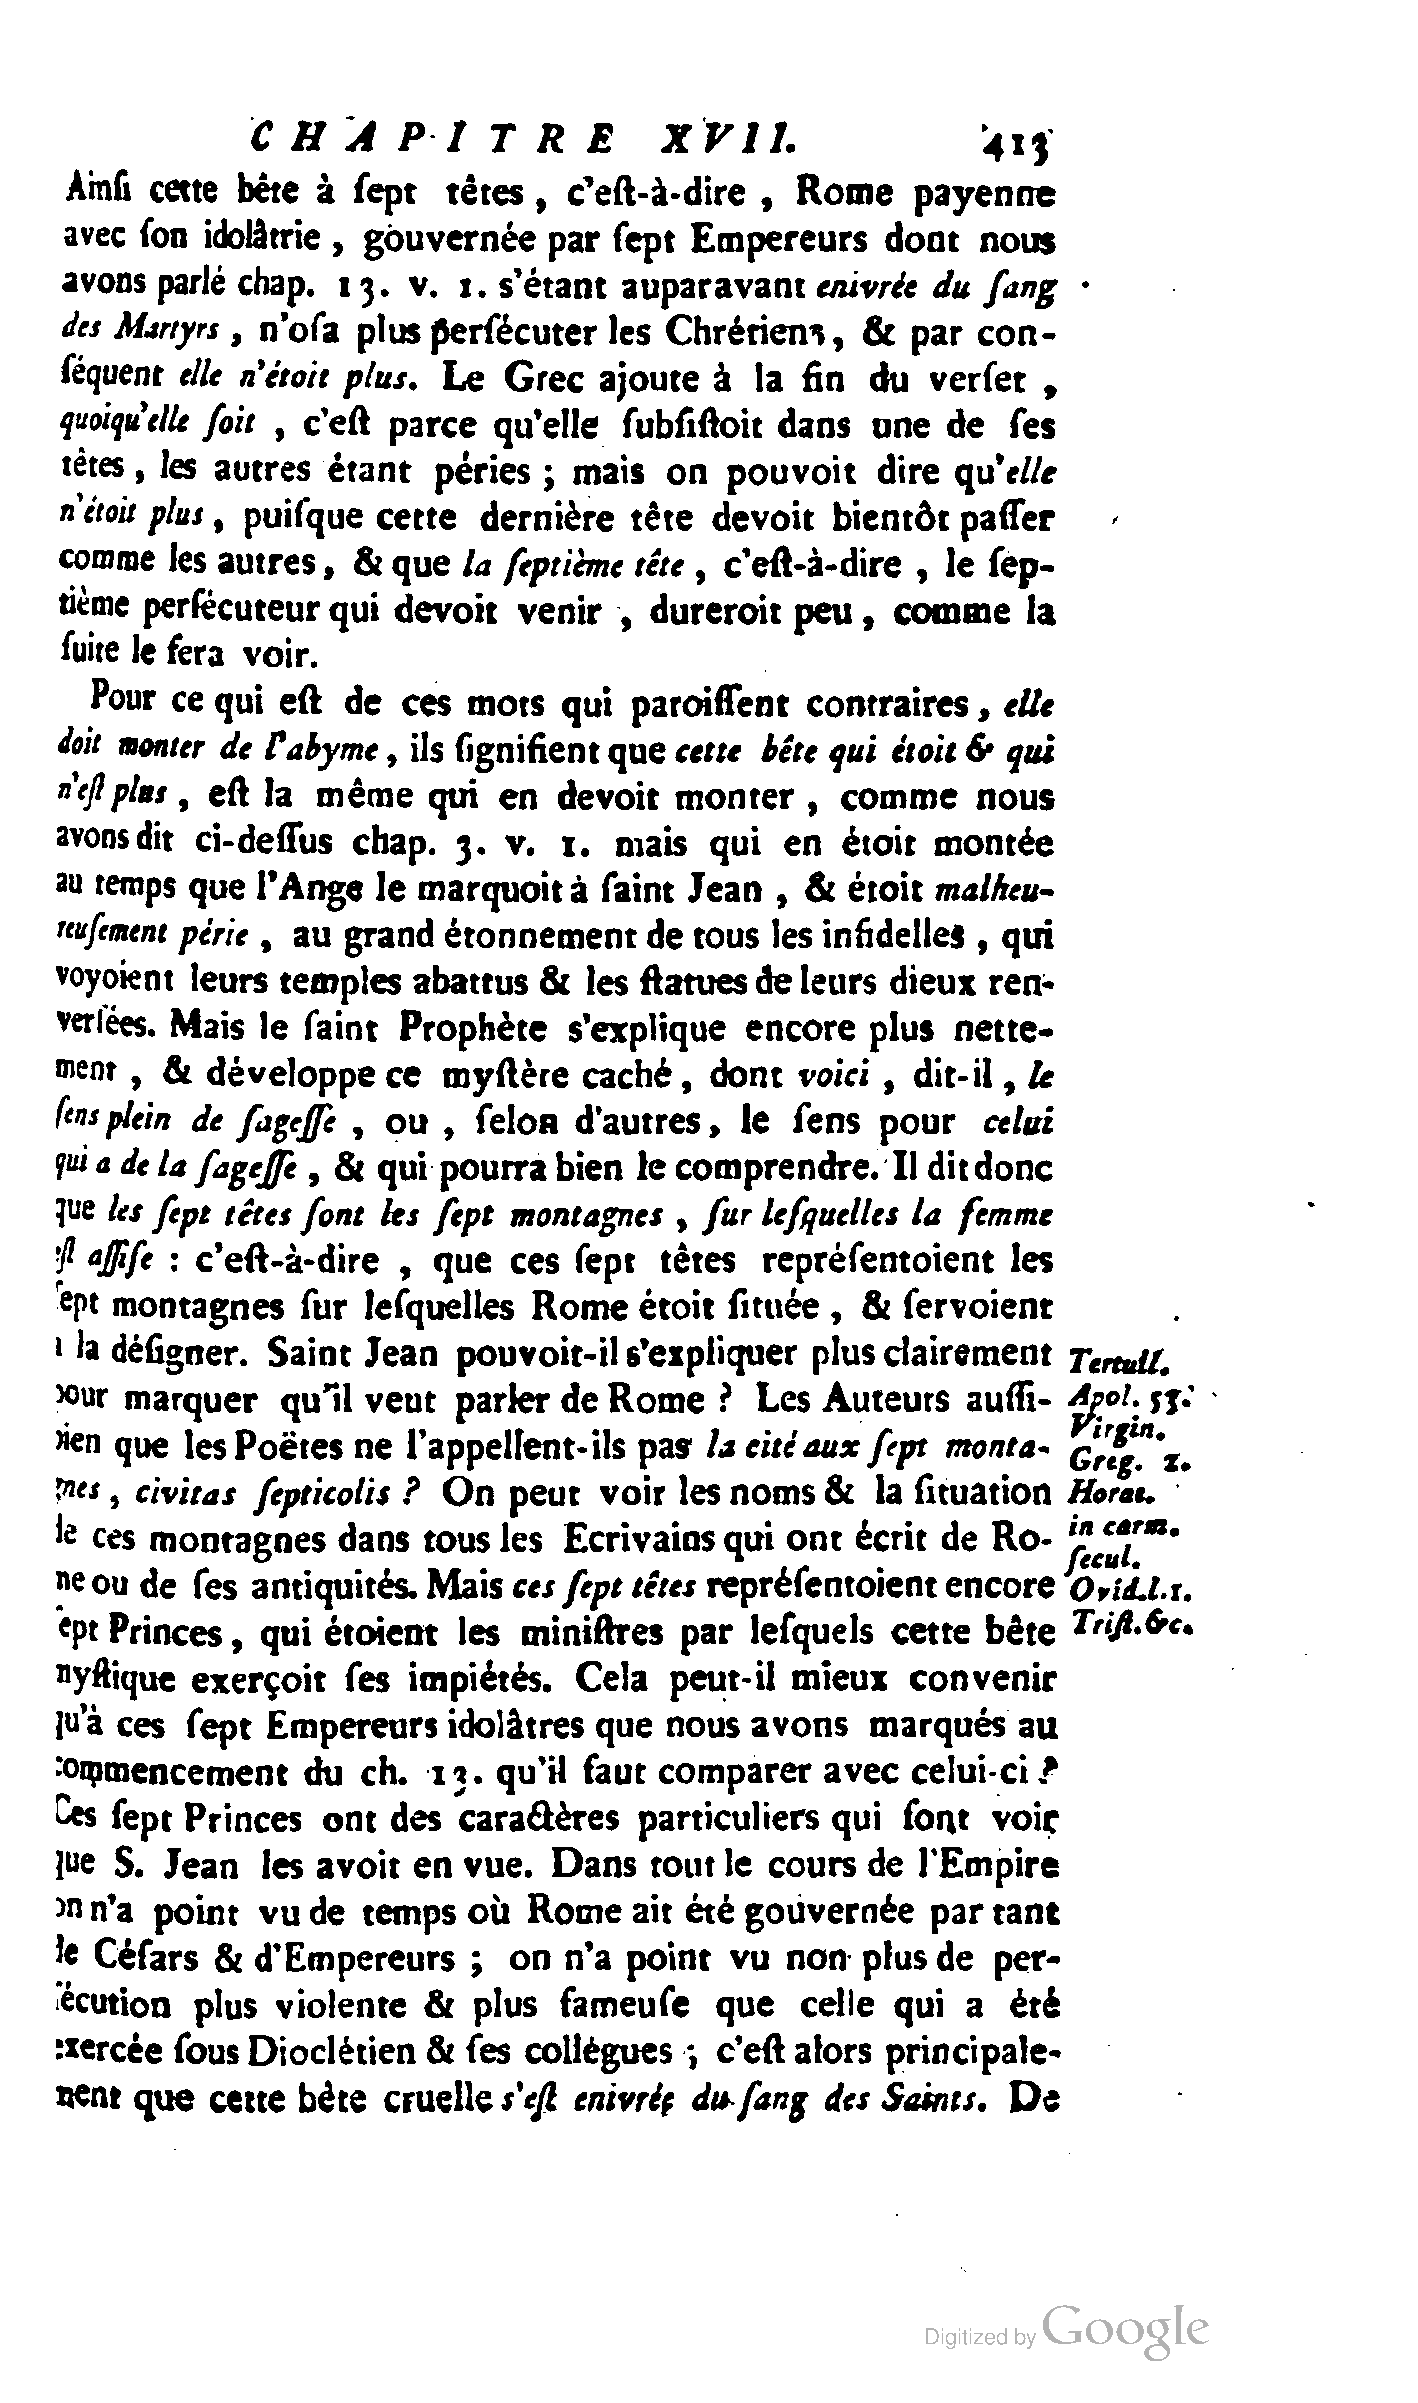 CHAPITRE XVII. 413
Ainſi cette bête à ſept têtes, c'eſt-à-dire, Rome payenne
avec ſon idolâtrie, gouvernée par ſept Empereurs dont nous
avons parlé chap. 13. v. 1. s'étant auparavant enivrée du ſang
des Martyrs, n'oſa plus perſécuter les Chrétiens, & par con-
ſéquent elle n'étoit plus. Le Grec ajoute à la fin du verſet,
quoiqu'elle ſoit, c'eſt parce qu'elle ſubſiſtoit dans une de ſes
têtes, les autres étant péries; mais on pouvoit dire qu'elle
n'étoit plus, puiſque cette dernière tête devoit bientôt paſſer
comme les autres, & que la ſeptième tête, c'eſt-à-dire, le ſep-
tième perſécuteur qui devoit venir, dureroit peu, comme la
ſuite le fera voir.
Pour ce qui eſt de ces mots qui paroiſſent contraires, elle
doit monter de l'abyme, ils ſignifient que cette bête qui étoit & qui
n'eſt plus, eſt la même qui en devoit monter, comme nous
avons dit ci-deſſus chap. 3. v. 1. mais qui en étoit montée
au temps que l'Ange le marquoit à ſaint Jean, & étoit malheu-
reuſement périe, au grand étonnement de tous les infidelles, qui
voyoient leurs temples abattus & les ſtatues de leurs dieux ren-
verſées. Mais le ſaint Prophète s'explique encore plus nette-
ment, & développe ce myſtère caché, dont voici, dit-il, le
ſens plein de ſageſſe, ou, ſelon d'autres, le ſens pour celui
qui a de la ſageſſe, & qui pourra bien le comprendre. Il dit donc
que les ſept têtes ſont les ſept montagnes, ſur leſquelles la femme
eſt aſſiſe : c'eſt-à-dire, que ces ſept têtes repréſentoient les
ſept montagnes ſur leſquelles Rome étoit ſituée, & ſervoient
à la déſigner. Saint Jean pouvoit-il s'expliquer plus clairement
pour marquer qu'il veut parler de Rome ? Les Auteurs auſſi-
bien que les Poëtes ne l'appellent-ils pas la cité aux ſept monta-
gnes, civitas ſepticolis ? On peut voir les noms & la ſituation
de ces montagnes dans tous les Ecrivains qui ont écrit de Ro-
me ou de ſes antiquités. Mais ces ſept têtes repréſentoient encore
ſept Princes, qui étoient les miniſtres par leſquels cette bête
myſtique exerçoit ſes impiétés. Cela peut-il mieux convenir
qu'à ces ſept Empereurs idolâtres que nous avons marqués au
commencement du ch. 13. qu'il faut comparer avec celui-ci ?
Ces ſept Princes ont des caractères particuliers qui font voir
que S. Jean les avoit en vue. Dans tout le cours de l'Empire
on n'a point vu de temps où Rome ait été gouvernée par tant
de Céſars & d'Empereurs ; on n'a point vu non plus de per-
ſécution plus violente & plus fameuſe que celle qui a été
exercée ſous Dioclétien & ſes collégues ; c'eſt alors principale-
ment que cette bête cruelle s'eſt enivrée du ſang des Saints. De
Tertull.
Apol. 35.
Virgin.
Greg. 2.
Horat.
in carm.
ſecul.
Ovid. l. 1.
Triſt. &c.
Digitized by Google